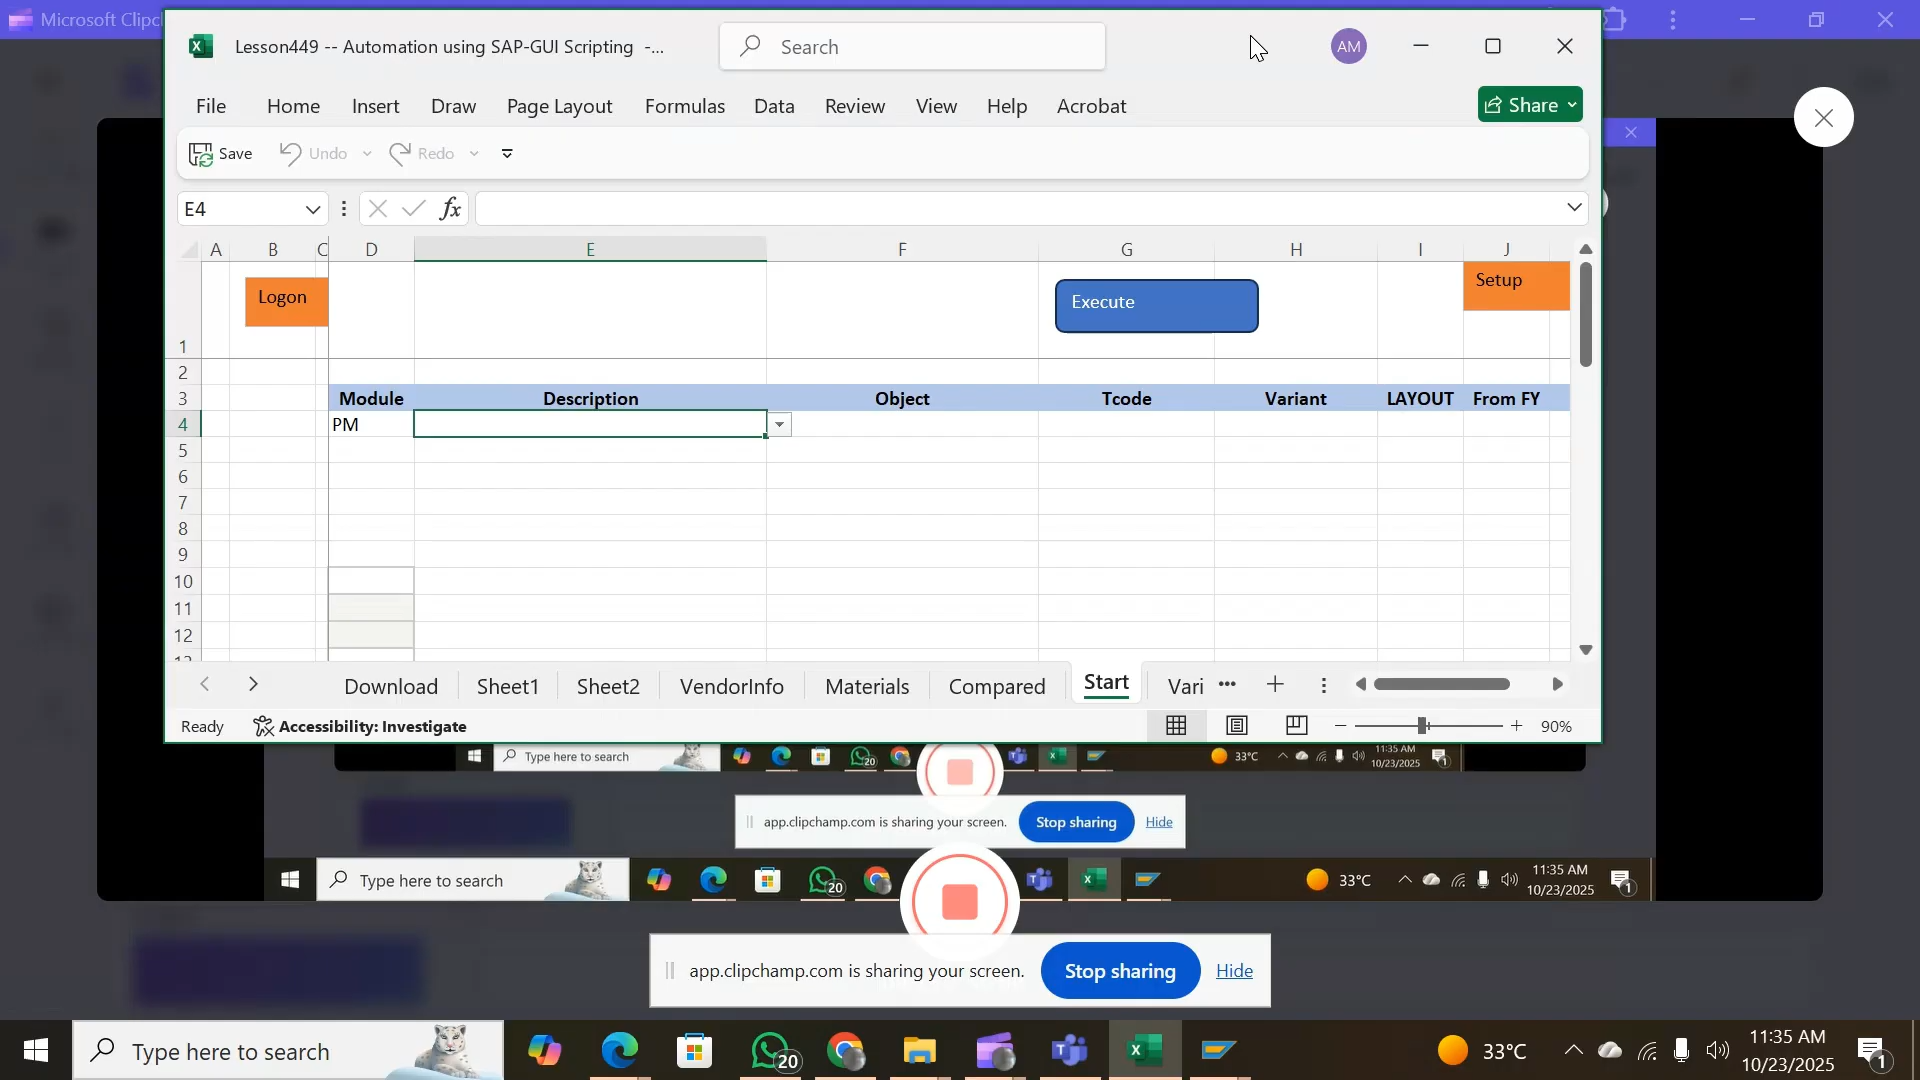 Microsoft Clipc
Lesson449 -- Automation using SAP-GUI Scripting -...
Search
AM
File Home Insert Draw Page Layout Formulas Data Review View Help Acrobat
Share
Save Undo Redo
E4
fx
A B C D E F G H I J
Logon
Execute
Setup
1
2
3 Module Description Object Tcode Variant LAYOUT From FY
4 PM
5
6
7
8
9
10
11
12
Download Sheet1 Sheet2 VendorInfo Materials Compared Start Vari ...
Ready Accessibility: Investigate 90%
Type here to search 20 33°C 11:35 AM
10/23/2025 1
app.clipchamp.com is sharing your screen. Stop sharing Hide
Type here to search 20 33°C 11:35 AM
10/23/2025 1
app.clipchamp.com is sharing your screen. Stop sharing Hide
Type here to search 20 33°C 11:35 AM
10/23/2025 1